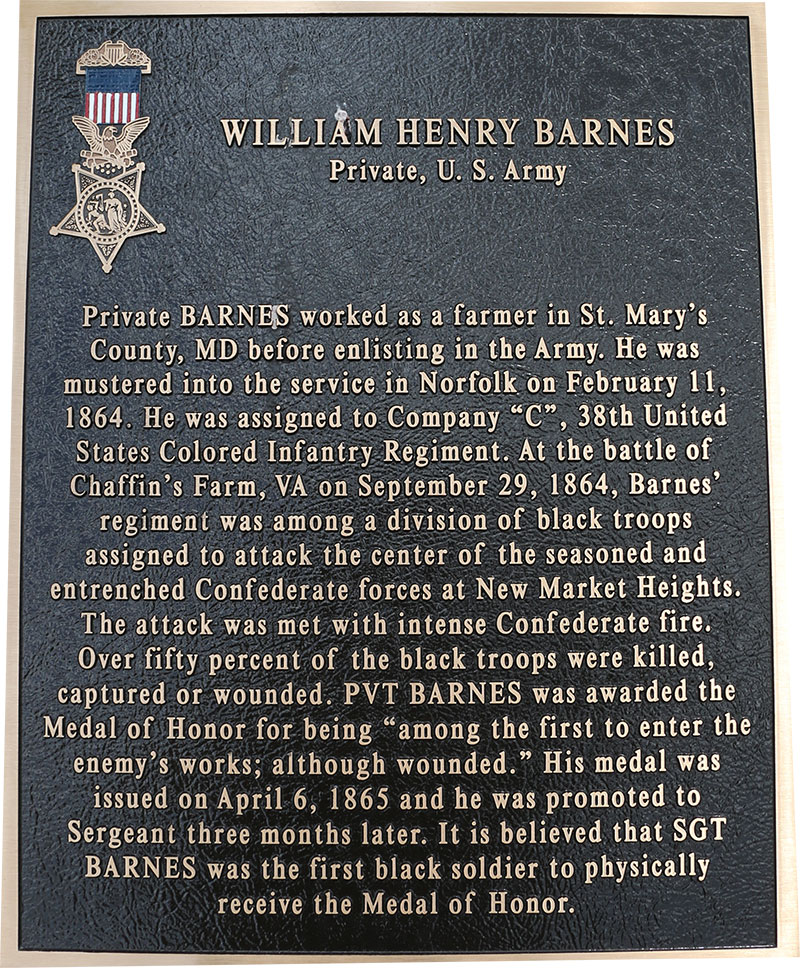 WILLIAM HENRY BARNES
Private, U. S. Army
Private BARNES worked as a farmer in St. Mary's
County, MD before enlisting in the Army. He was
mustered into the service in Norfolk on February 11,
1864. He was assigned to Company “C”, 38th United
States Colored Infantry Regiment. At the battle of
Chaffin's Farm, VA on September 29, 1864, Barnes'
regiment was among a division of black troops
assigned to attack the center of the seasoned and
entrenched Confederate forces at New Market Heights.
The attack was met with intense Confederate fire.
Over fifty percent of the black troops were killed,
captured or wounded. PVT BARNES was awarded the
Medal of Honor for being “among the first to enter the
enemy's works; although wounded.” His medal was
issued on April 6, 1865 and he was promoted to
Sergeant three months later. It is believed that SGT
BARNES was the first black soldier to physically
receive the Medal of Honor.